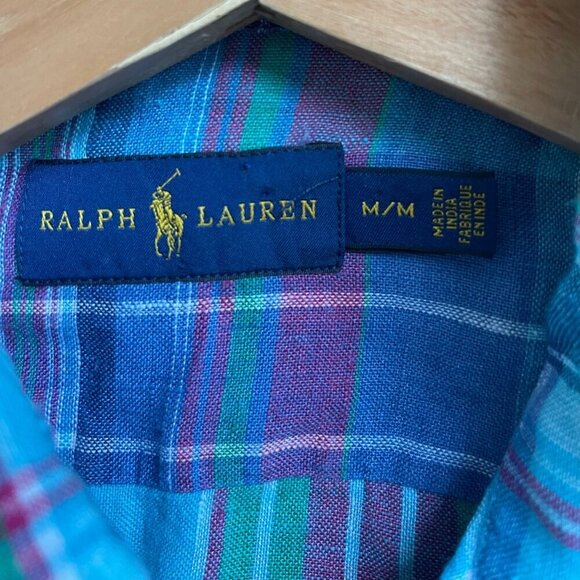 RALPH LAUREN
M/M
MADE IN
INDIA
FABRIQUE
EN INDE